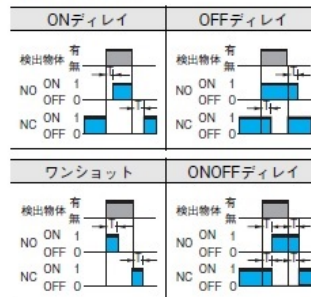 ONディレイ
検出物体 有
無
T
NO ON 1
OFF 0
T
NC ON 1
OFF 0
OFFディレイ
検出物体 有
無
NO ON 1
OFF 0
T
T
NC ON 1
OFF 0
ワンショット
検出物体 有
無
T
NO ON 1
OFF 0
T
NC ON 1
OFF 0
ONOFFディレイ
検出物体 有
無
T
T
NO ON 1
OFF 0
T
T
NC ON 1
OFF 0